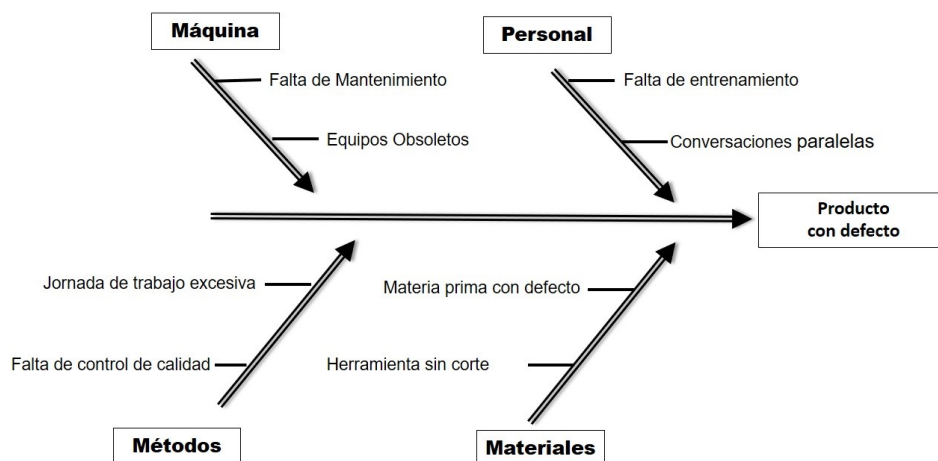 Máquina
Personal
Falta de Mantenimiento
Falta de entrenamiento
Equipos Obsoletos
Conversaciones paralelas
Producto
con defecto
Jornada de trabajo excesiva
Materia prima con defecto
Falta de control de calidad
Herramienta sin corte
Métodos
Materiales